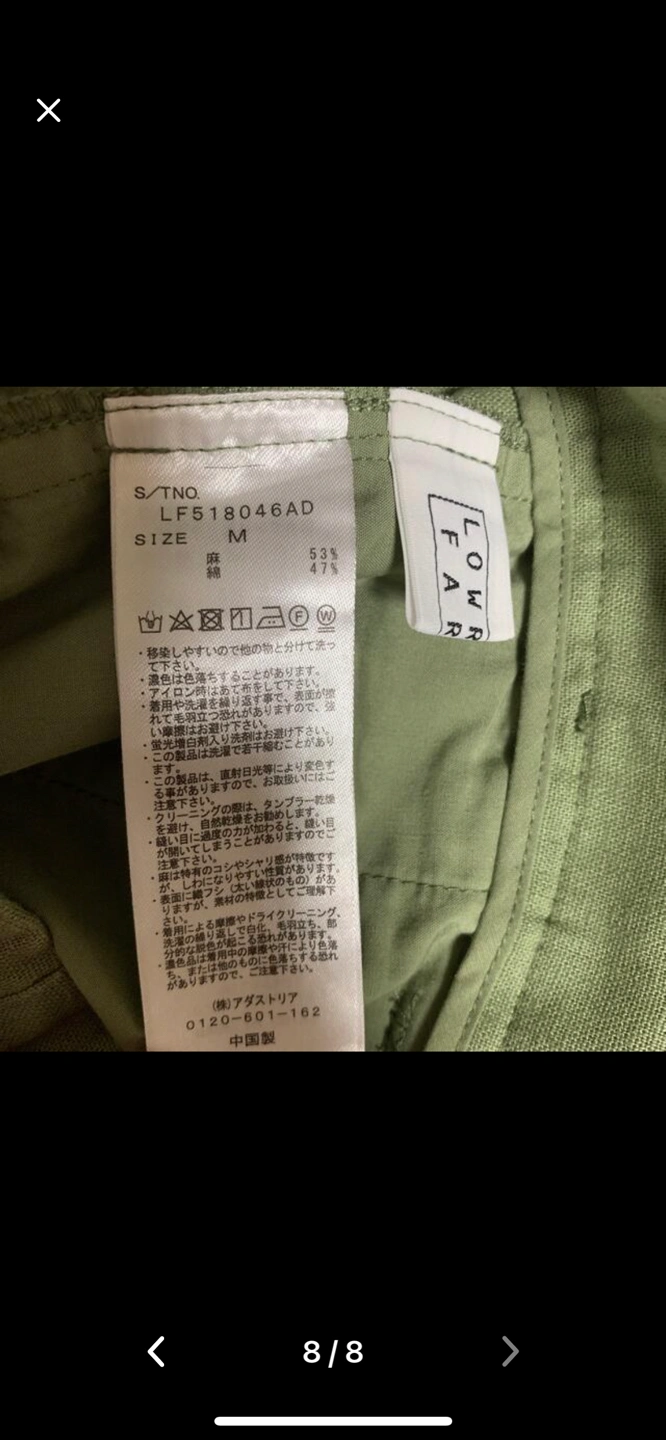 S/TNO.
LF518046AD
SIZE M
麻 53%
綿 47%
・移染しやすいので他の物と分けて洗っ
て下さい。
・濃色は色落ちすることがあります。
・アイロン時はあて布をして下さい。
・着用や洗濯を繰り返す事で、表面が擦
れて毛羽立つ恐れがありますので、強
い摩擦はお避け下さい。
・蛍光増白剤入り洗剤はお避け下さい。
・この製品は洗濯で若干縮むことがあり
ます。
・この製品は、直射日光等により変色す
る事がありますので、お取扱いにはご
注意下さい。
・クリーニングの際は、タンブラー乾燥
を避け、自然乾燥をお勧めします。
・縫い目に過度の力が加わると、縫い目
が開いてしまうことがありますのでご
注意下さい。
・麻は特有のコシやシャリ感が特徴です
が、しわになりやすい性質があります。
・表面に織フシ（太い線状のもの）があ
りますが、素材の特徴としてご理解下
さい。
・着用による摩擦やドライクリーニング、
洗濯の繰り返しで白化、毛羽立ち、部
分的な脱色が起こる恐れがあります。
・濃色品は着用中の摩擦や汗により色落
ち、または他のものに色落ちする恐れ
がありますので、ご注意下さい。
(株)アダストリア
0120-601-162
中国製
LOWR
FAR
8/8